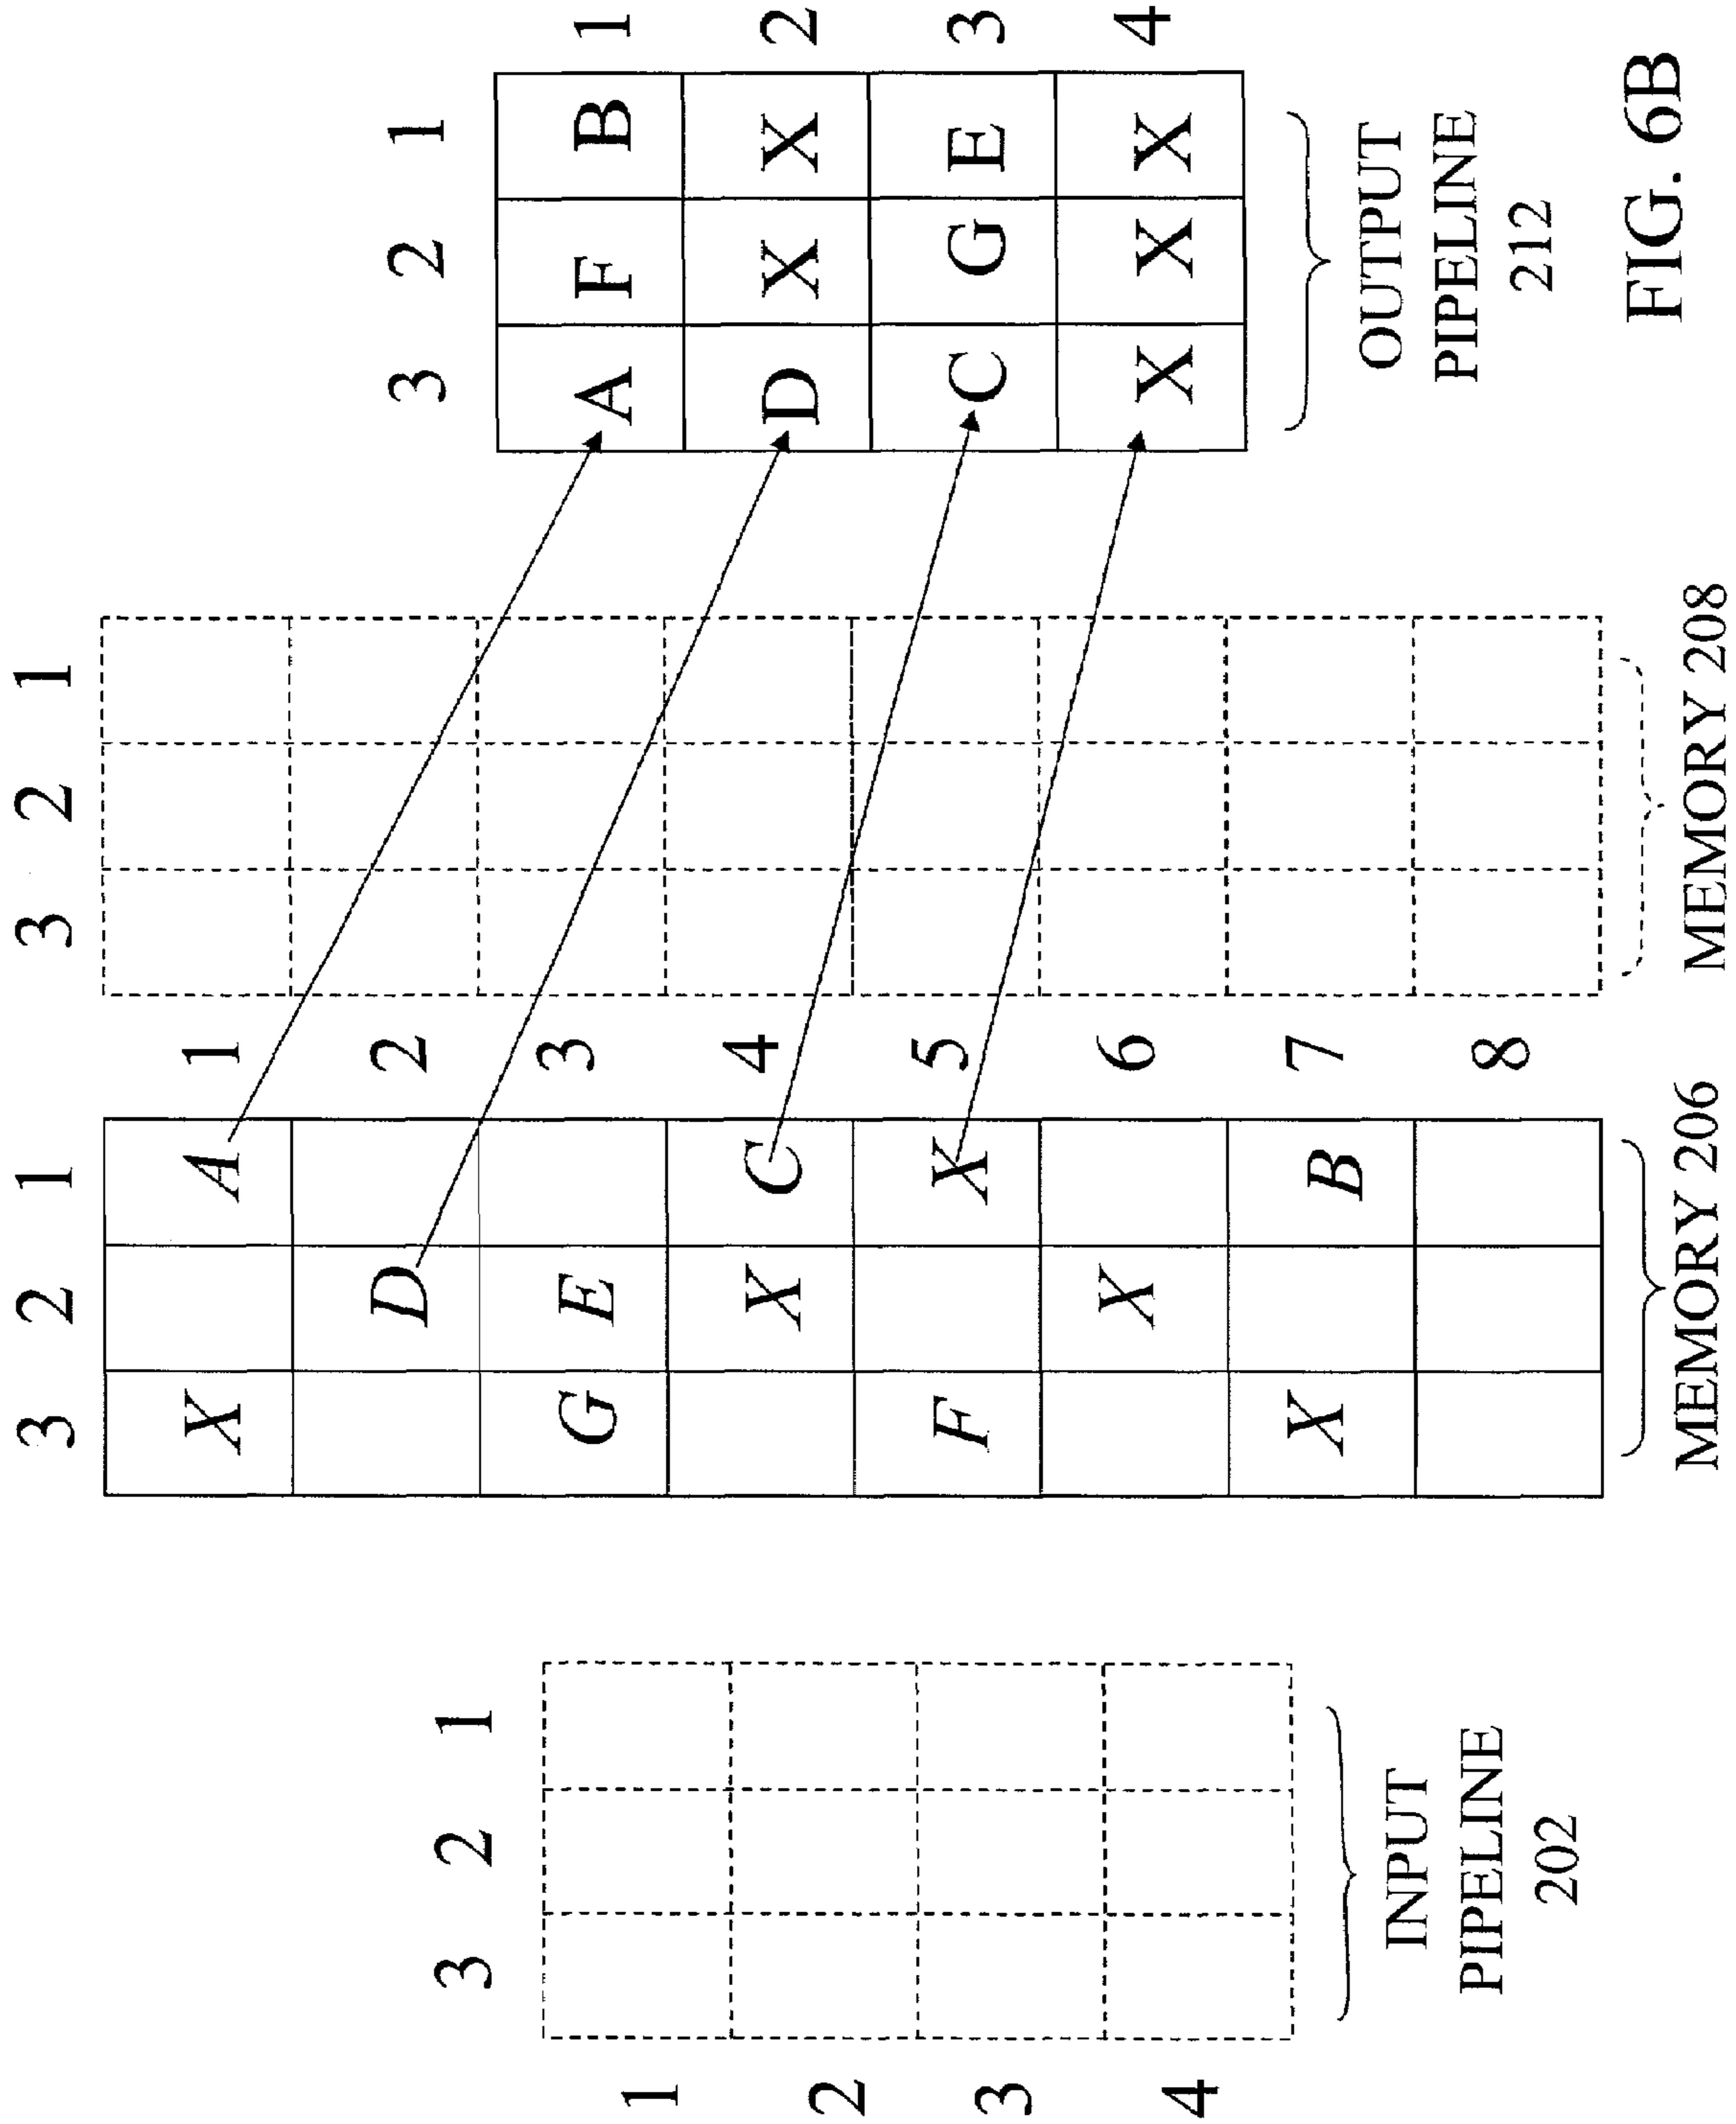 3 2 1 3 2 1
X A 1
3 2 1 D 2 3 2 1
1 G E 3 A F B 1
2 X C 4 D X X 2
3 F X 5 C G E 3
4 X 6 X X X 4
X B 7
8
INPUT
PIPELINE
202
MEMORY 206
MEMORY 208
OUTPUT
PIPELINE
212
FIG. 6B